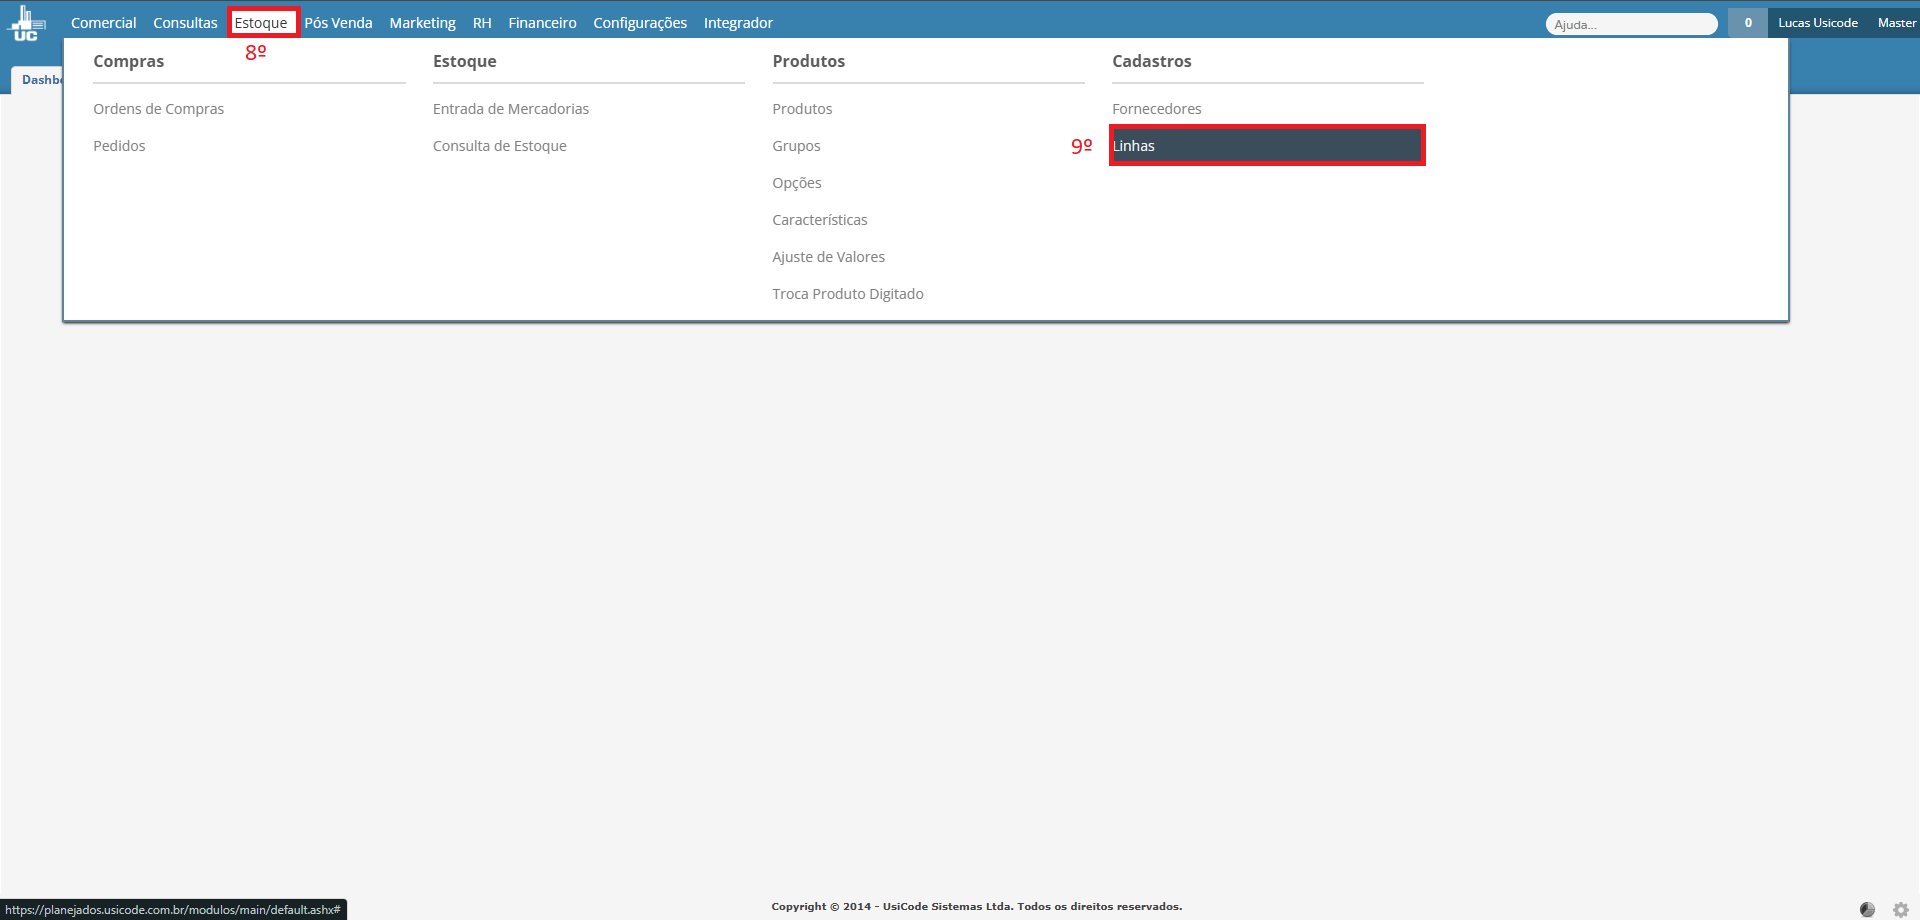 UC
Comercial Consultas Estoque Pós Venda Marketing RH Financeiro Configurações Integrador
Ajuda...
0
Lucas Usicode
Master
8º
Compras
Ordens de Compras
Pedidos
Estoque
Entrada de Mercadorias
Consulta de Estoque
Produtos
Produtos
Grupos
Opções
Características
Ajuste de Valores
Troca Produto Digitado
Cadastros
Fornecedores
9º
Linhas
Dashbo
https://planejados.usicode.com.br/modulos/main/default.ashx#
Copyright © 2014 - UsiCode Sistemas Ltda. Todos os direitos reservados.